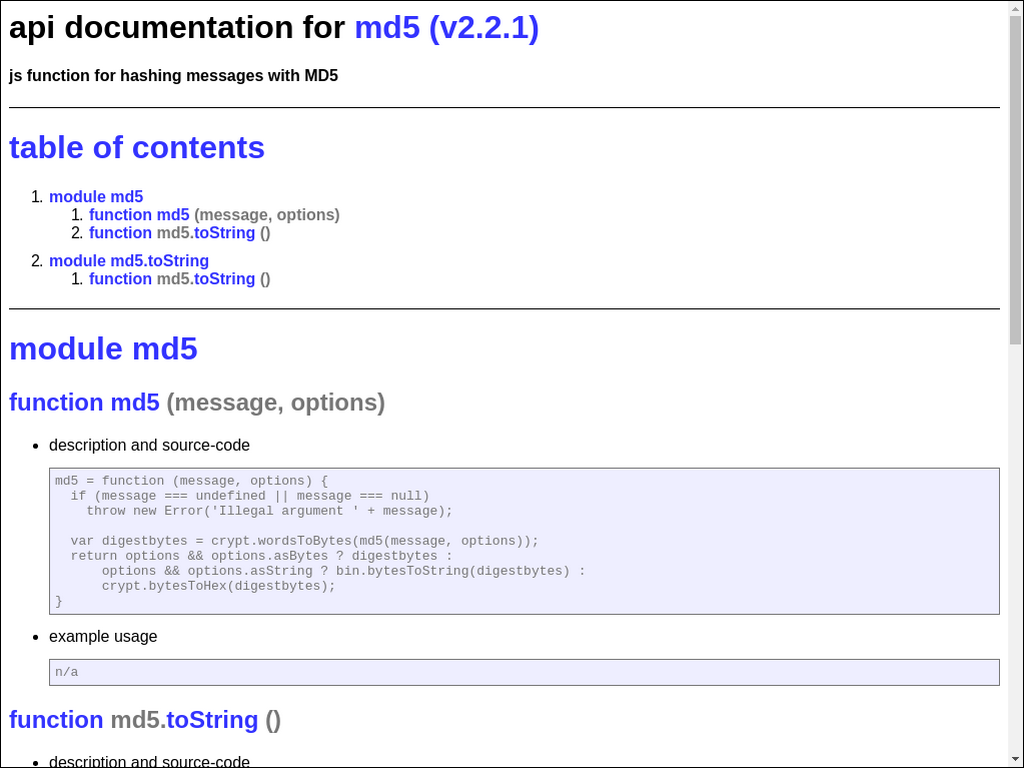 api documentation for md5 (v2.2.1)
js function for hashing messages with MD5
table of contents
1. module md5
1. function md5 (message, options)
2. function md5.toString ()
2. module md5.toString
1. function md5.toString ()
module md5
function md5 (message, options)
• description and source-code
md5 = function (message, options) {
  if (message === undefined || message === null)
    throw new Error('Illegal argument ' + message);

  var digestbytes = crypt.wordsToBytes(md5(message, options));
  return options && options.asBytes ? digestbytes :
      options && options.asString ? bin.bytesToString(digestbytes) :
      crypt.bytesToHex(digestbytes);
}
• example usage
n/a
function md5.toString ()
• description and source-code